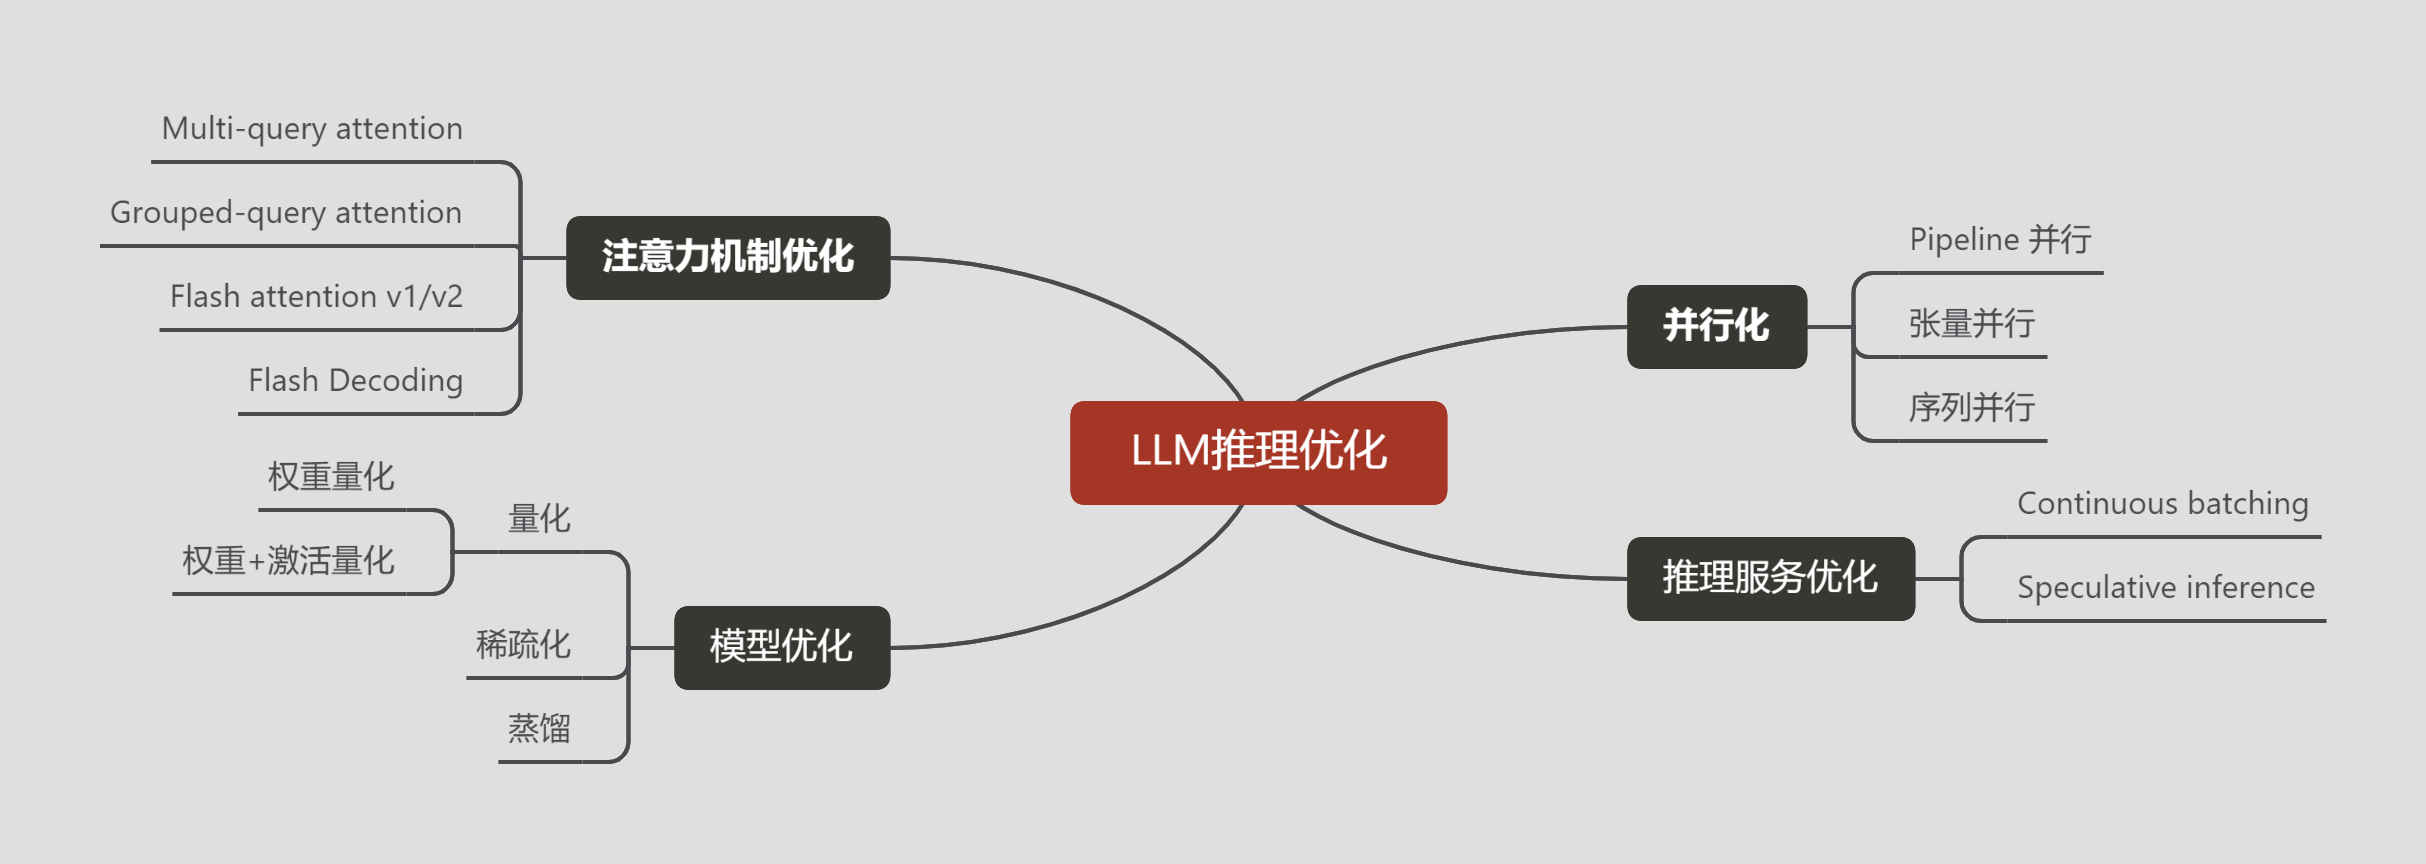 LLM推理优化
注意力机制优化
Multi-query attention
Grouped-query attention
Flash attention v1/v2
Flash Decoding
模型优化
量化
权重量化
权重+激活量化
稀疏化
蒸馏
并行化
Pipeline 并行
张量并行
序列并行
推理服务优化
Continuous batching
Speculative inference